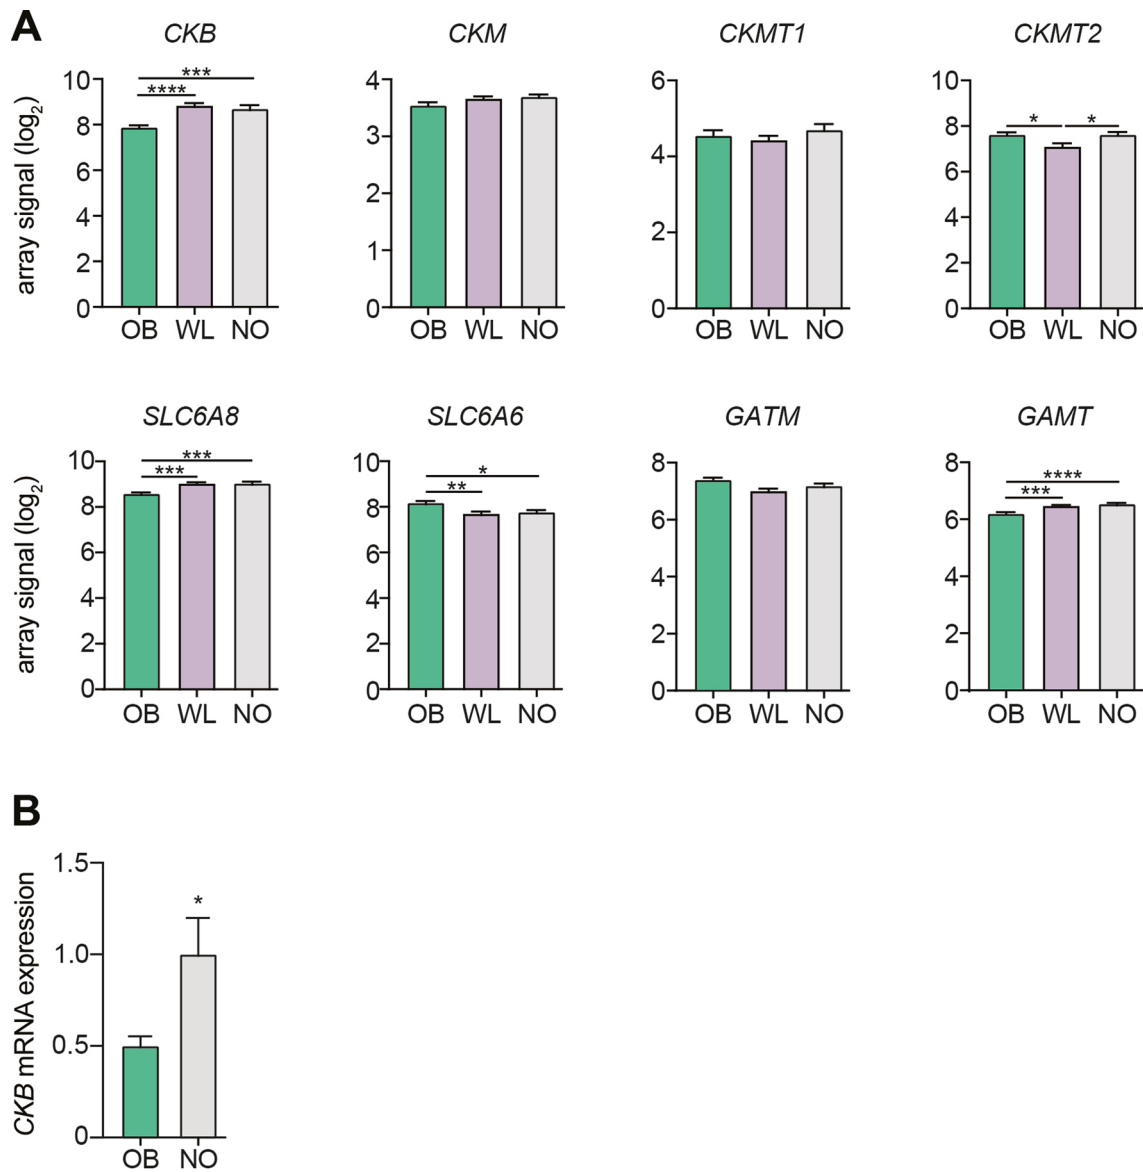 A
CKB
CKM
CKMT1
CKMT2
array signal (log2)
10
8
6
4
2
0
***
****
OB WL NO
4
3
2
1
0
OB WL NO
6
4
2
0
OB WL NO
10
8
6
4
2
0
* *
OB WL NO
SLC6A8
SLC6A6
GATM
GAMT
array signal (log2)
10
8
6
4
2
0
***
***
OB WL NO
10
8
6
4
2
0
*
**
OB WL NO
8
6
4
2
0
OB WL NO
8
6
4
2
0
****
***
OB WL NO
B
CKB mRNA expression
1.5
1.0
0.5
0
*
OB NO